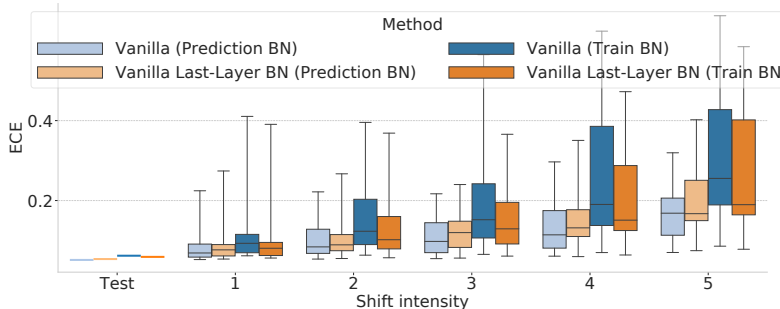 Method
Vanilla (Prediction BN)
Vanilla (Train BN)
Vanilla Last-Layer BN (Prediction BN)
Vanilla Last-Layer BN (Train BN
ECE
0.4
0.2
Test 1 2 3 4 5
Shift intensity